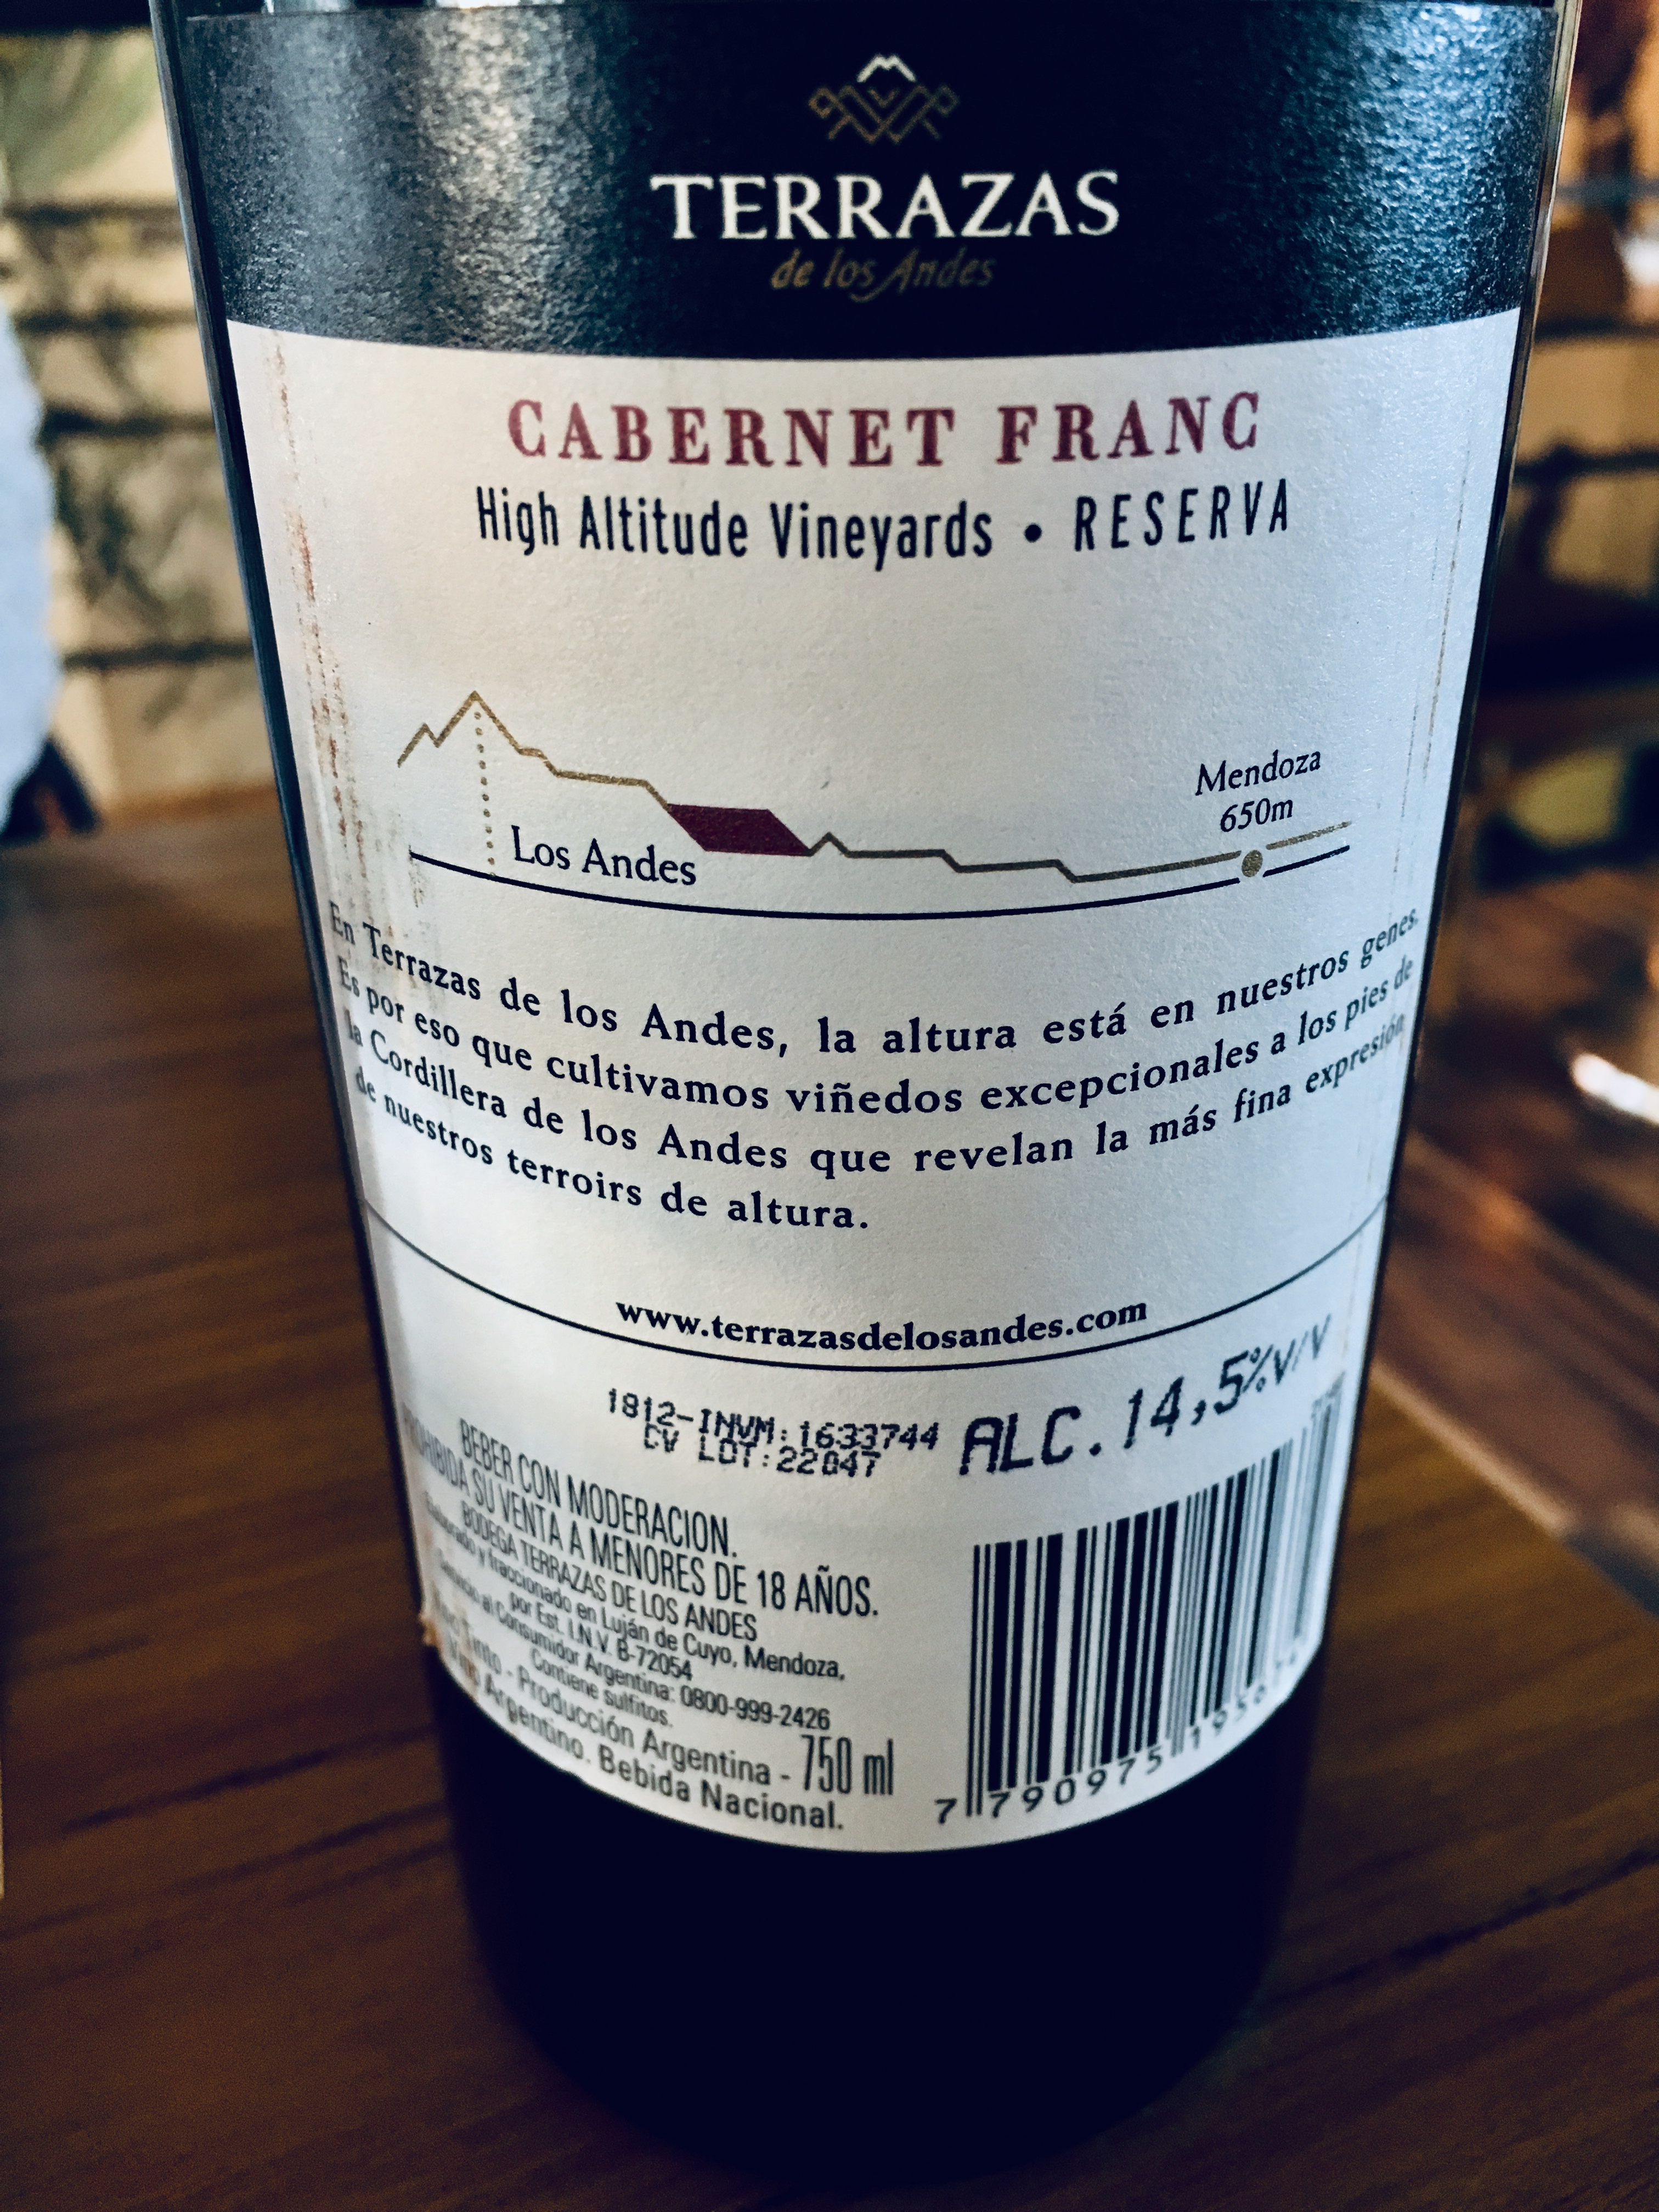 TERRAZAS
de los Andes
CABERNET FRANC
High Altitude Vineyards • RESERVA
Mendoza
650m
Los Andes
En Terrazas de los Andes, la altura está en nuestros genes.
Es por eso que cultivamos viñedos excepcionales a los pies de
la Cordillera de los Andes que revelan la más fina expresión
de nuestros terroirs de altura.
www.terrazasdelosandes.com
1812-INVM:1633744
CV LOT:22047
ALC. 14,5%V/V
BEBER CON MODERACION.
PROHIBIDA SU VENTA A MENORES DE 18 AÑOS.
BODEGA TERRAZAS DE LOS ANDES
Elaborado y fraccionado en Luján de Cuyo, Mendoza,
por Est. I.N.V. B-72054
Servicio al Consumidor Argentina: 0800-999-2426
Contiene sulfitos.
Vino Tinto - Producción Argentina - 750 ml
Vino Argentino. Bebida Nacional.
7 790975